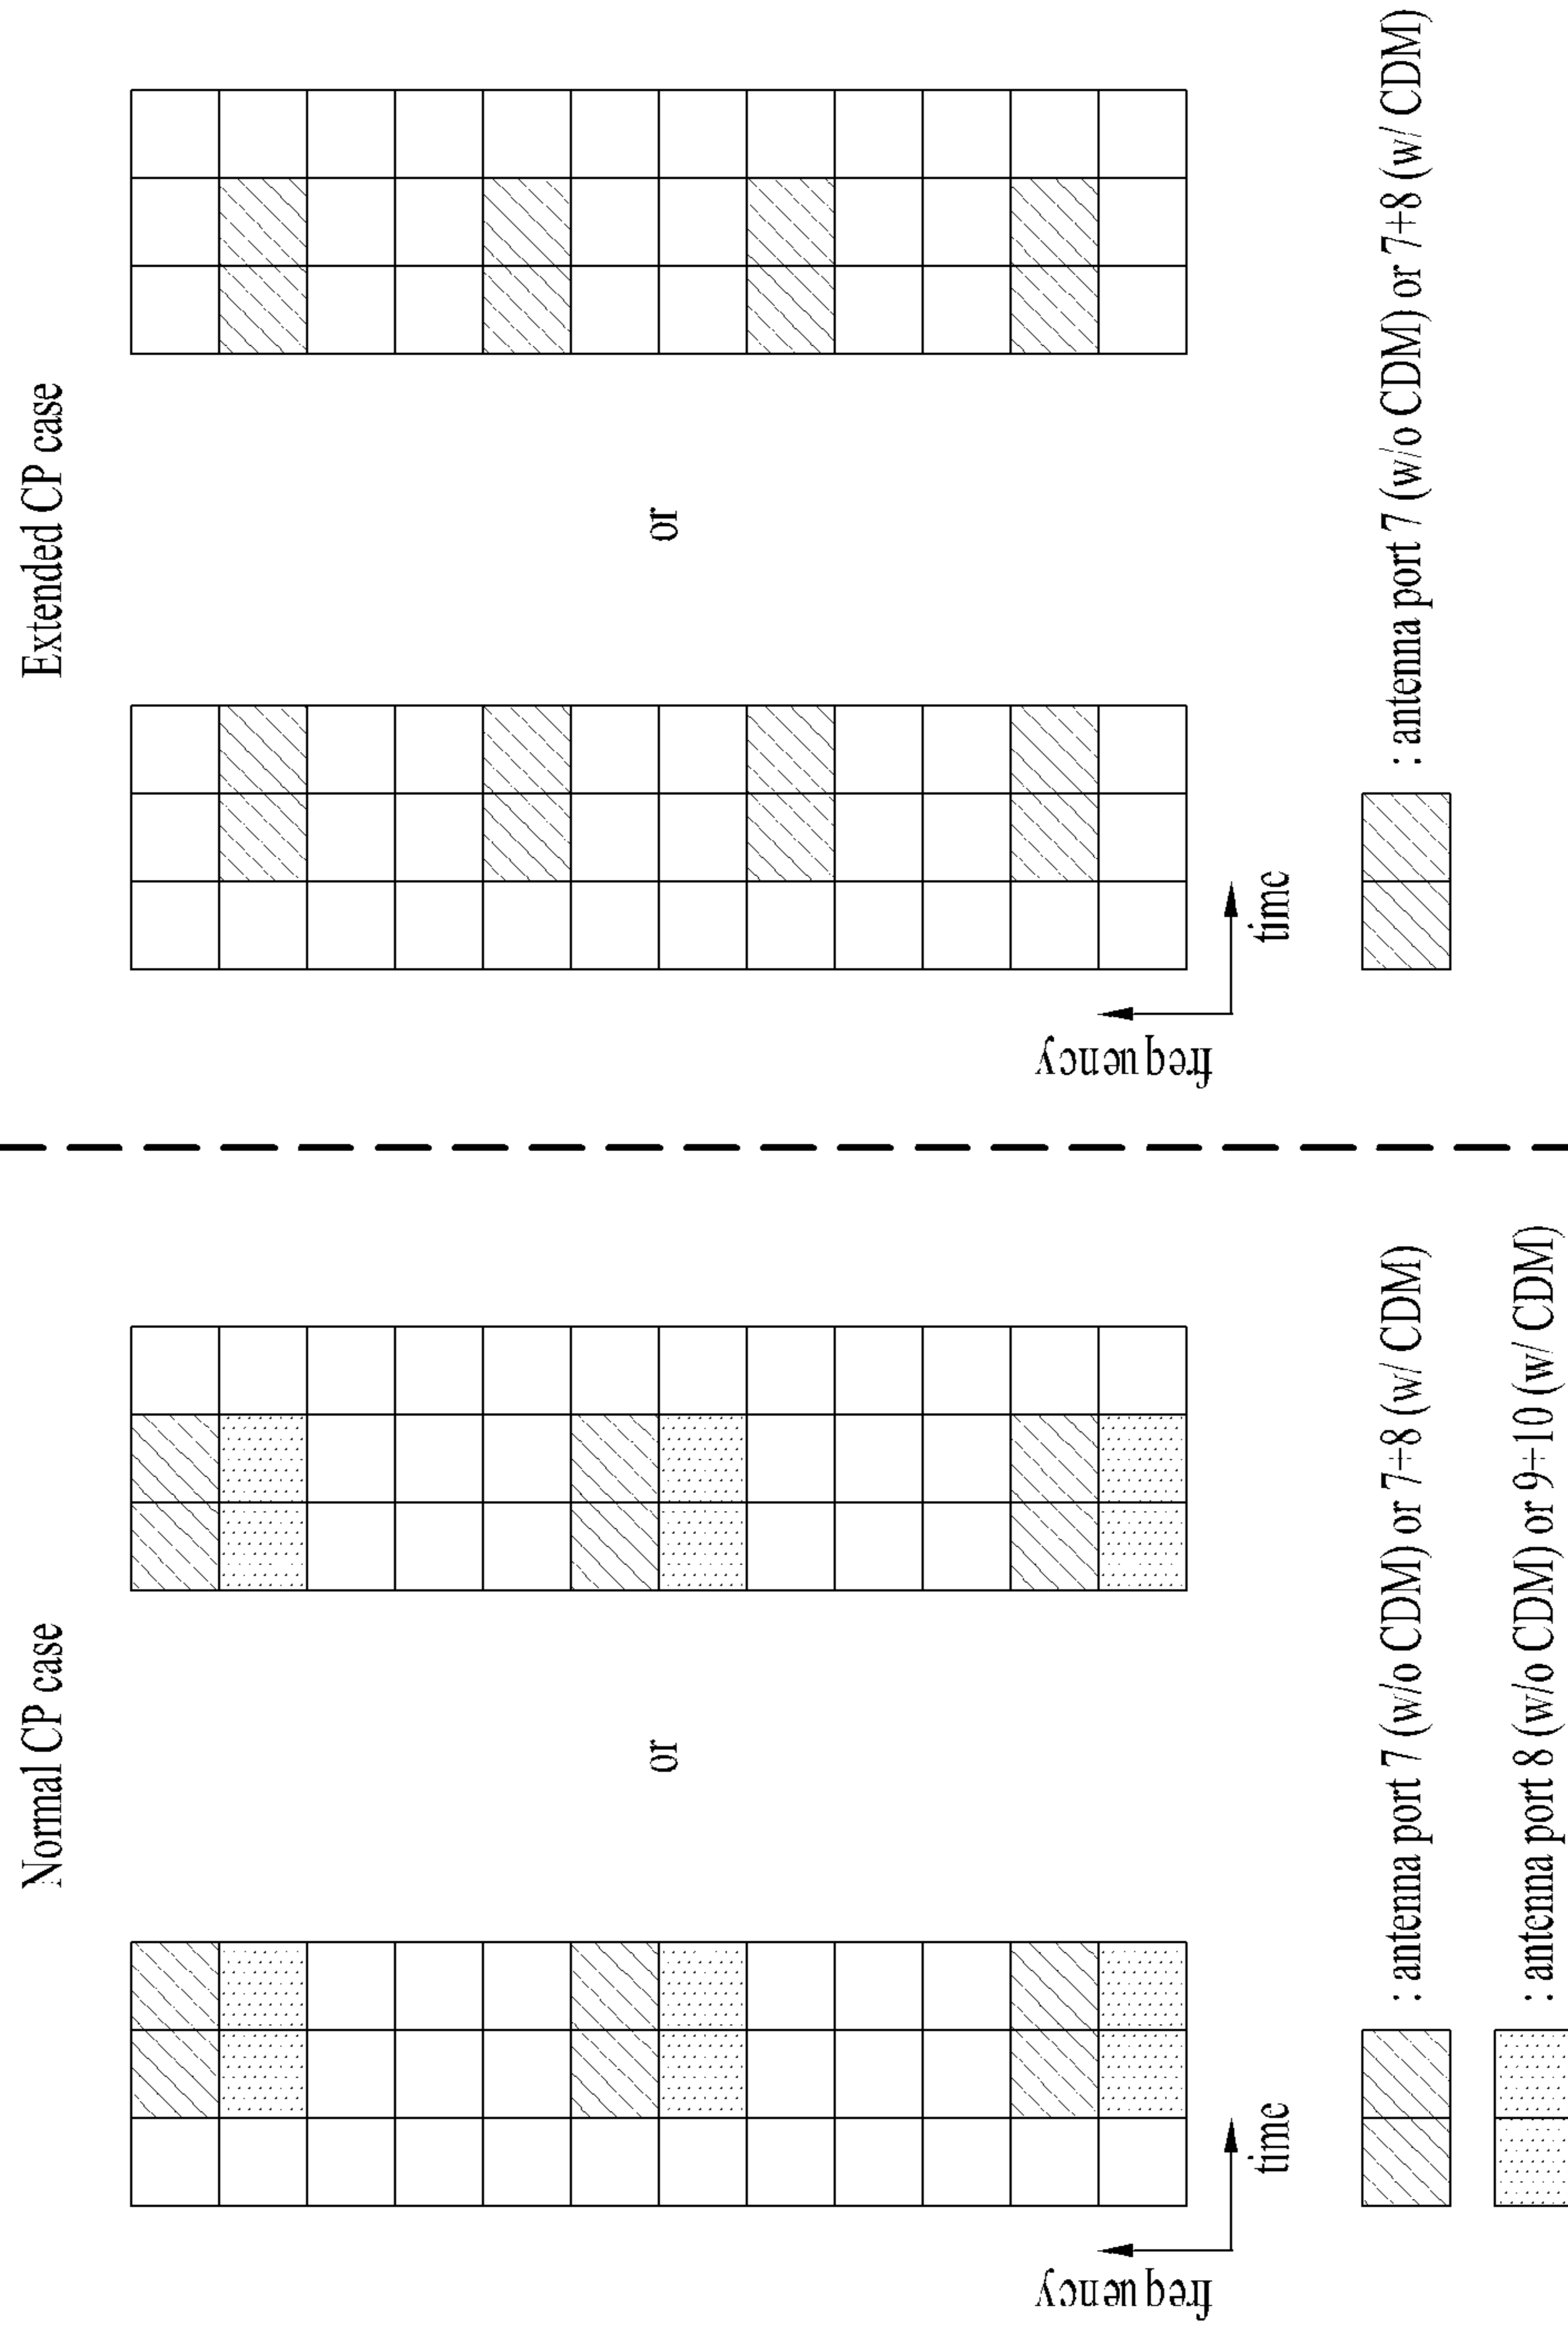 Normal CP case
or
frequency
time
: antenna port 7 (w/o CDM) or 7+8 (w/ CDM)
: antenna port 8 (w/o CDM) or 9+10 (w/ CDM)
Extended CP case
or
frequency
time
: antenna port 7 (w/o CDM) or 7+8 (w/ CDM)